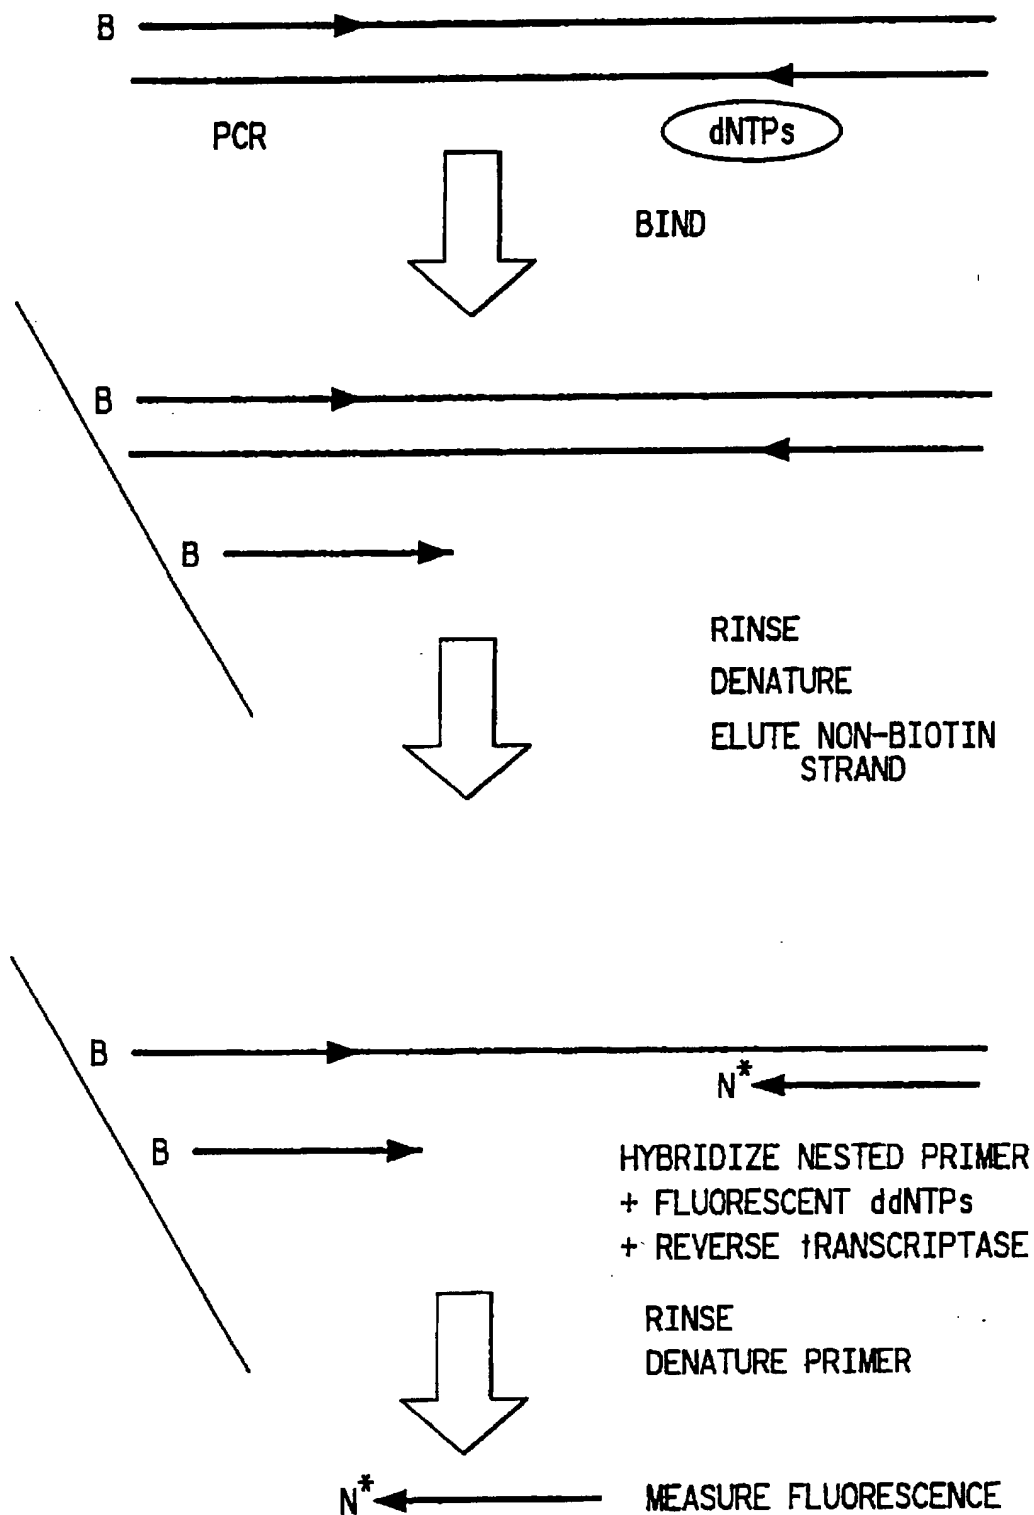 B
PCR
dNTPs
BIND
B
B
RINSE
DENATURE
ELUTE NON-BIOTIN
STRAND
B
N*
B
HYBRIDIZE NESTED PRIMER
+ FLUORESCENT ddNTPs
+ REVERSE tRANSCRIPTASE
RINSE
DENATURE PRIMER
N*
MEASURE FLUORESCENCE